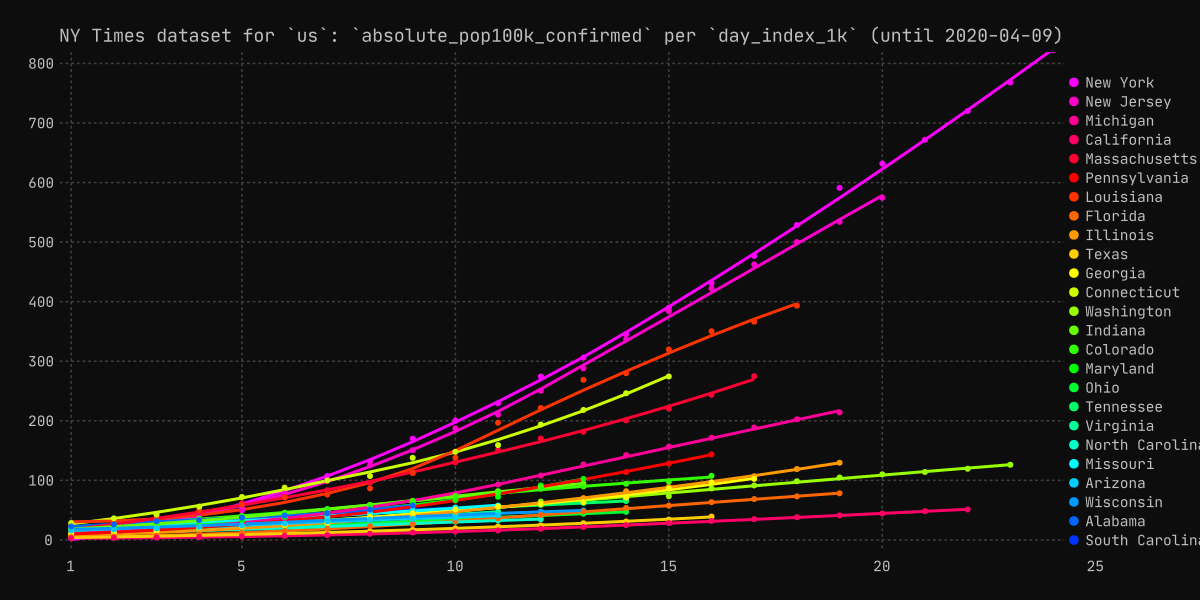 NY Times dataset for `us`: `absolute_pop100k_confirmed` per `day_index_1k` (until 2020-04-09)
800
700
600
500
400
300
200
100
0
1 5 10 15 20 25
New York
New Jersey
Michigan
California
Massachusetts
Pennsylvania
Louisiana
Florida
Illinois
Texas
Georgia
Connecticut
Washington
Indiana
Colorado
Maryland
Ohio
Tennessee
Virginia
North Carolina
Missouri
Arizona
Wisconsin
Alabama
South Carolina